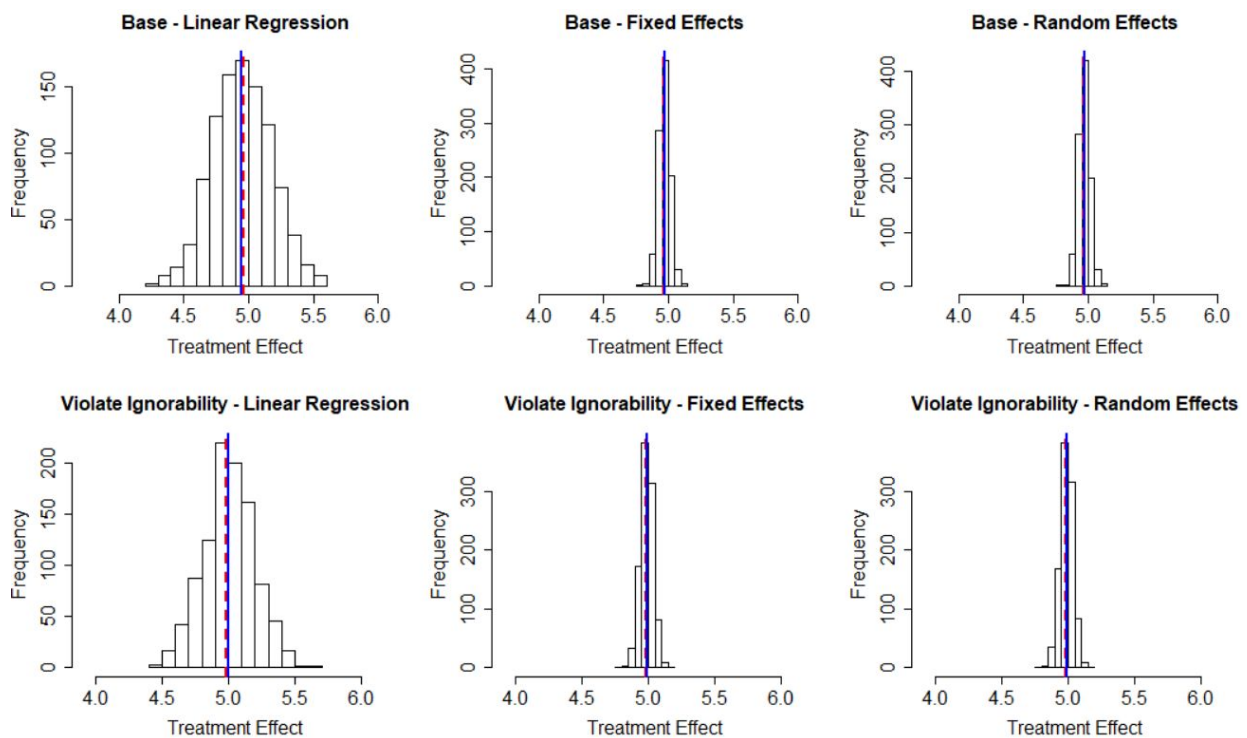 Base - Linear Regression
Base - Fixed Effects
Base - Random Effects
Frequency
0 50 100 150
4.0 4.5 5.0 5.5 6.0
Treatment Effect
Frequency
0 100 200 300 400
4.0 4.5 5.0 5.5 6.0
Treatment Effect
Frequency
0 100 200 300 400
4.0 4.5 5.0 5.5 6.0
Treatment Effect
Violate Ignorability - Linear Regression
Violate Ignorability - Fixed Effects
Violate Ignorability - Random Effects
Frequency
0 50 100 150 200
4.0 4.5 5.0 5.5 6.0
Treatment Effect
Frequency
0 100 200 300
4.0 4.5 5.0 5.5 6.0
Treatment Effect
Frequency
0 100 200 300
4.0 4.5 5.0 5.5 6.0
Treatment Effect